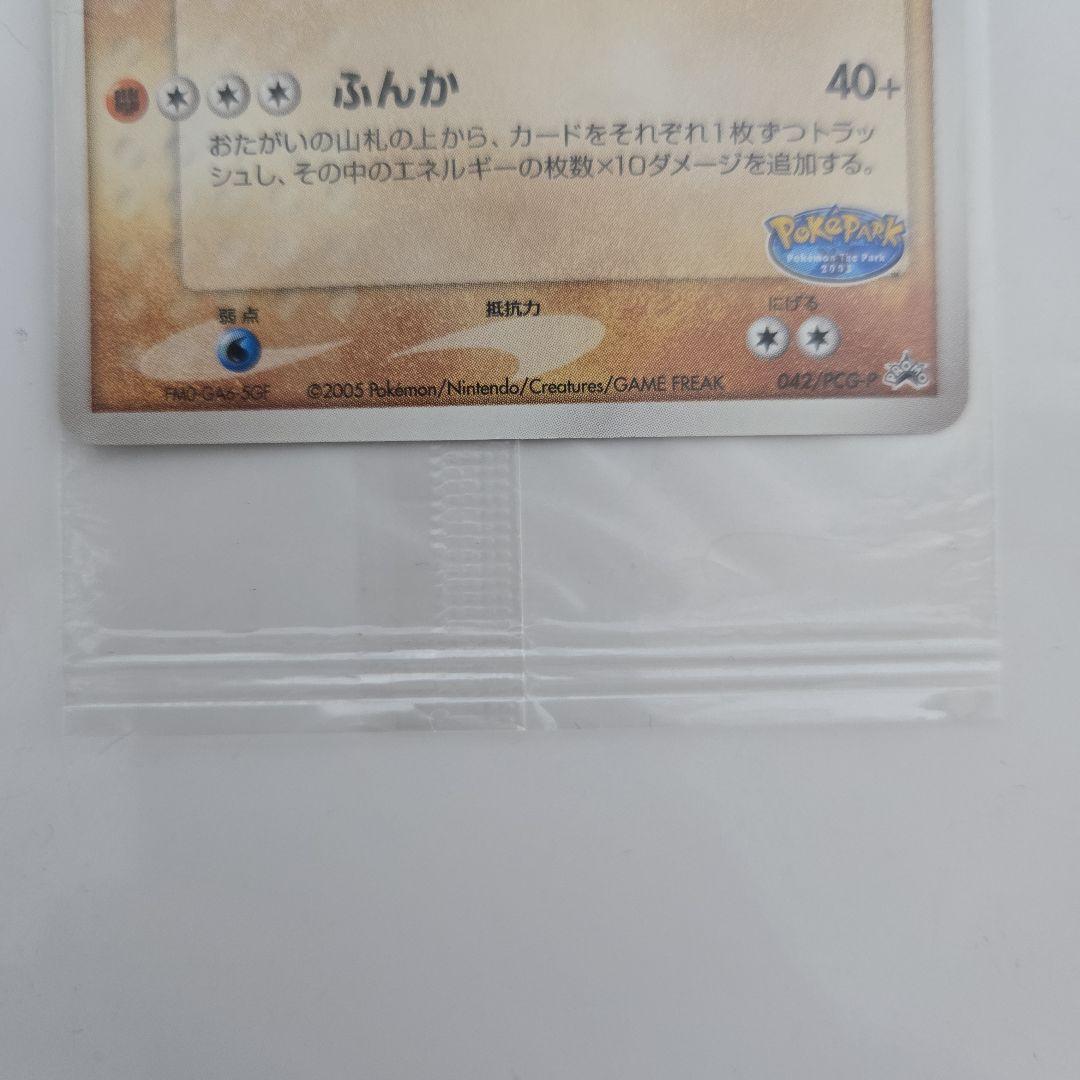 ふんか 40+
おたがいの山札の上から、カードをそれぞれ1枚ずつトラッ
シュし、その中のエネルギーの枚数×10ダメージを追加する。
POKéPARK
Pokémon The Park
2005
弱点 抵抗力 にげる
FM0-GA6-5GF ©2005 Pokémon/Nintendo/Creatures/GAME FREAK 042/PCG-P